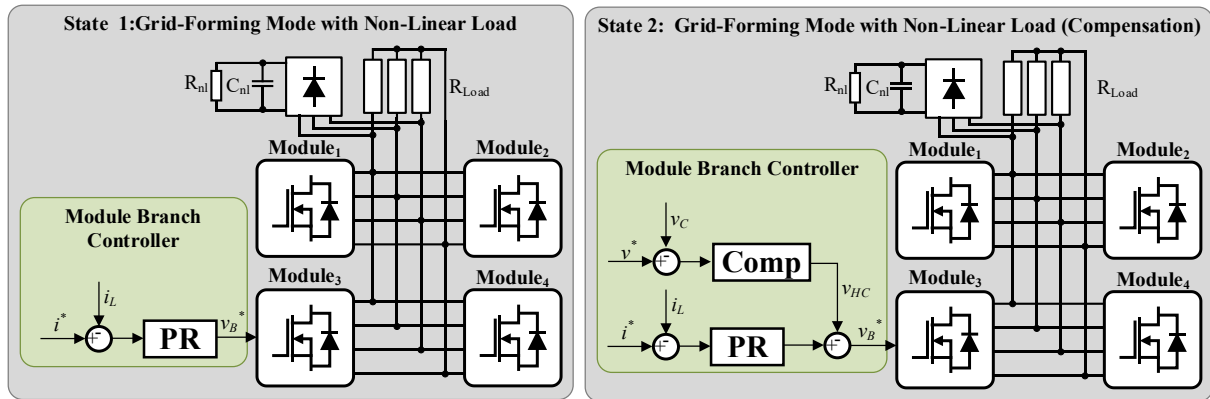 State 1:Grid-Forming Mode with Non-Linear Load
Rnl
Cnl
RLoad
Module1
Module2
Module Branch
Controller
Module3
Module4
iL
i*
+
-
PR
vB*
State 2: Grid-Forming Mode with Non-Linear Load (Compensation)
Rnl
Cnl
RLoad
Module1
Module2
Module Branch Controller
vC
v*
+
-
Comp
vHC
Module3
Module4
iL
i*
+
-
PR
+
-
vB*